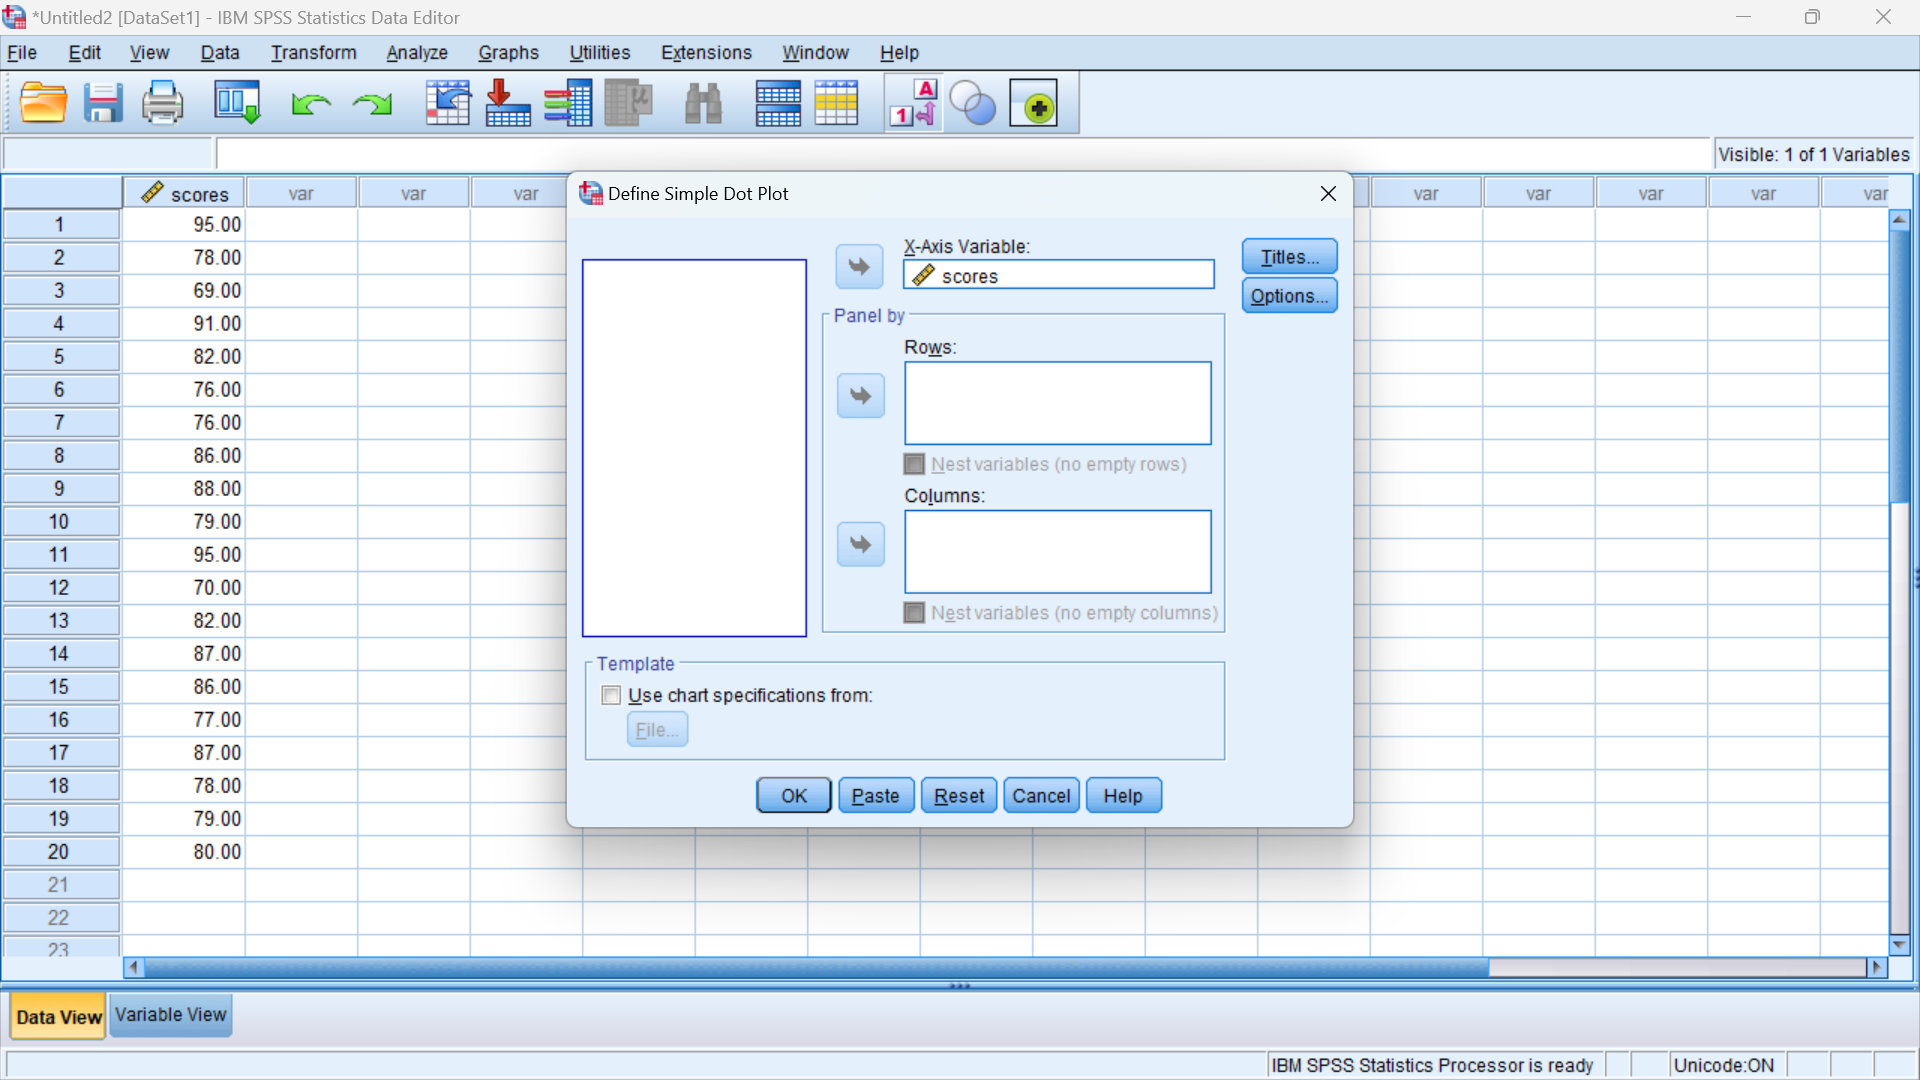 *Untitled2 [DataSet1] - IBM SPSS Statistics Data Editor
File Edit View Data Transform Analyze Graphs Utilities Extensions Window Help
Visible: 1 of 1 Variables
scores var var var var var var var var
1 95.00
2 78.00
3 69.00
4 91.00
5 82.00
6 76.00
7 76.00
8 86.00
9 88.00
10 79.00
11 95.00
12 70.00
13 82.00
14 87.00
15 86.00
16 77.00
17 87.00
18 78.00
19 79.00
20 80.00
21
22
23
Define Simple Dot Plot
X-Axis Variable:
scores
Titles...
Options...
Panel by
Rows:
Nest variables (no empty rows)
Columns:
Nest variables (no empty columns)
Template
Use chart specifications from:
File...
OK Paste Reset Cancel Help
Data View Variable View
IBM SPSS Statistics Processor is ready Unicode:ON